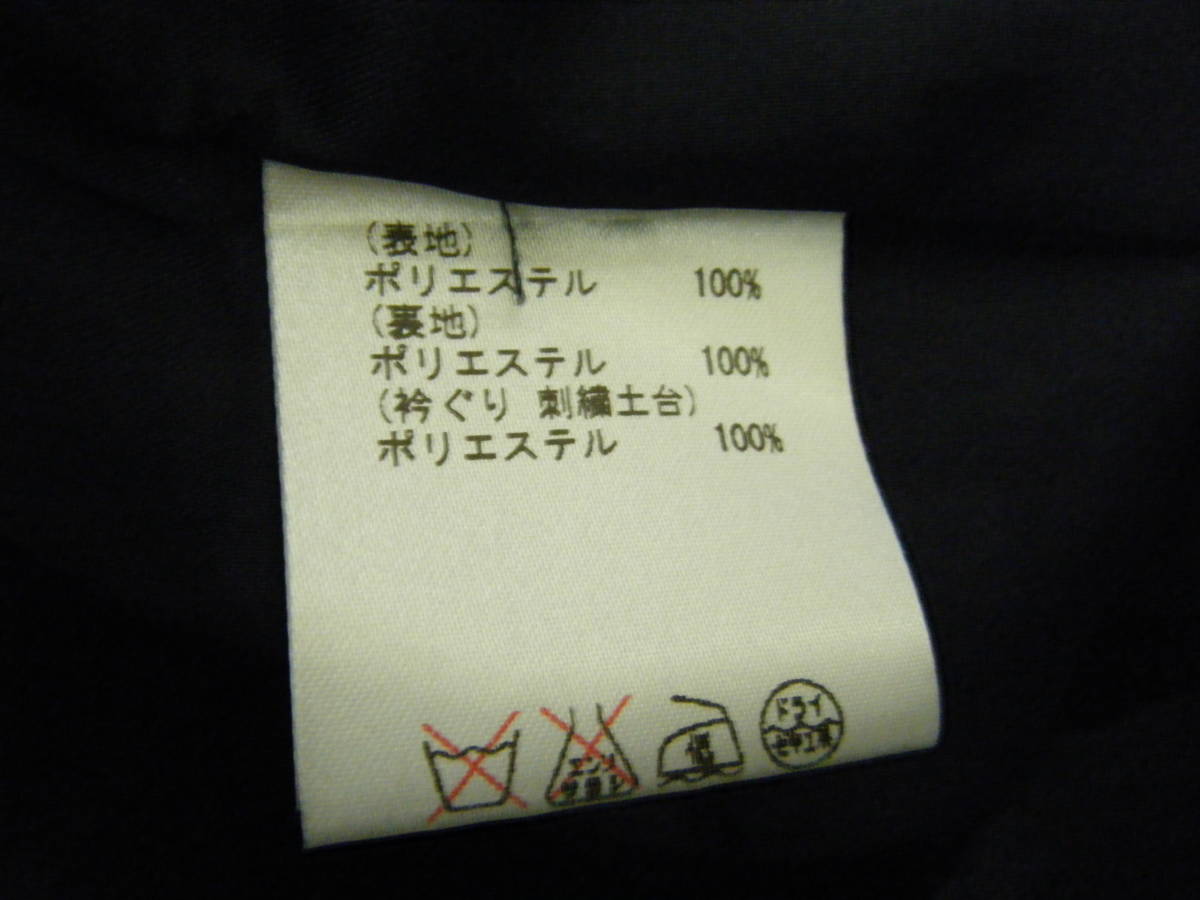 (表地)
ポリエステル 100%
(裏地)
ポリエステル 100%
(衿ぐり 刺繍土台)
ポリエステル 100%
低
ドライ